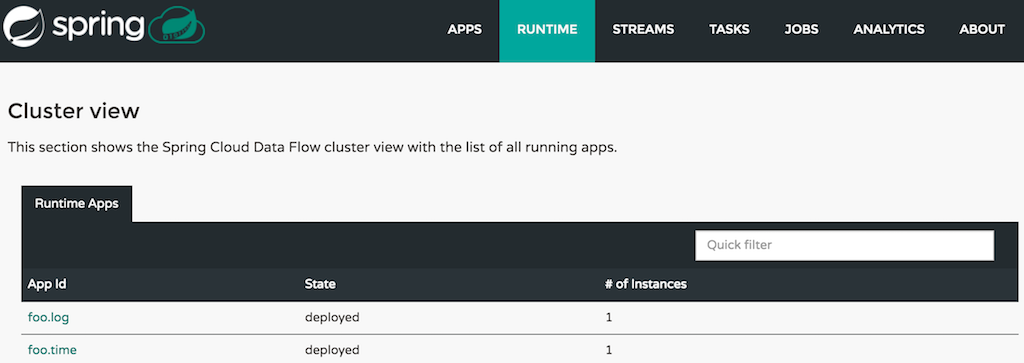 spring
APPS RUNTIME STREAMS TASKS JOBS ANALYTICS ABOUT
Cluster view
This section shows the Spring Cloud Data Flow cluster view with the list of all running apps.
Runtime Apps
Quick filter
App Id State # of Instances
foo.log deployed 1
foo.time deployed 1